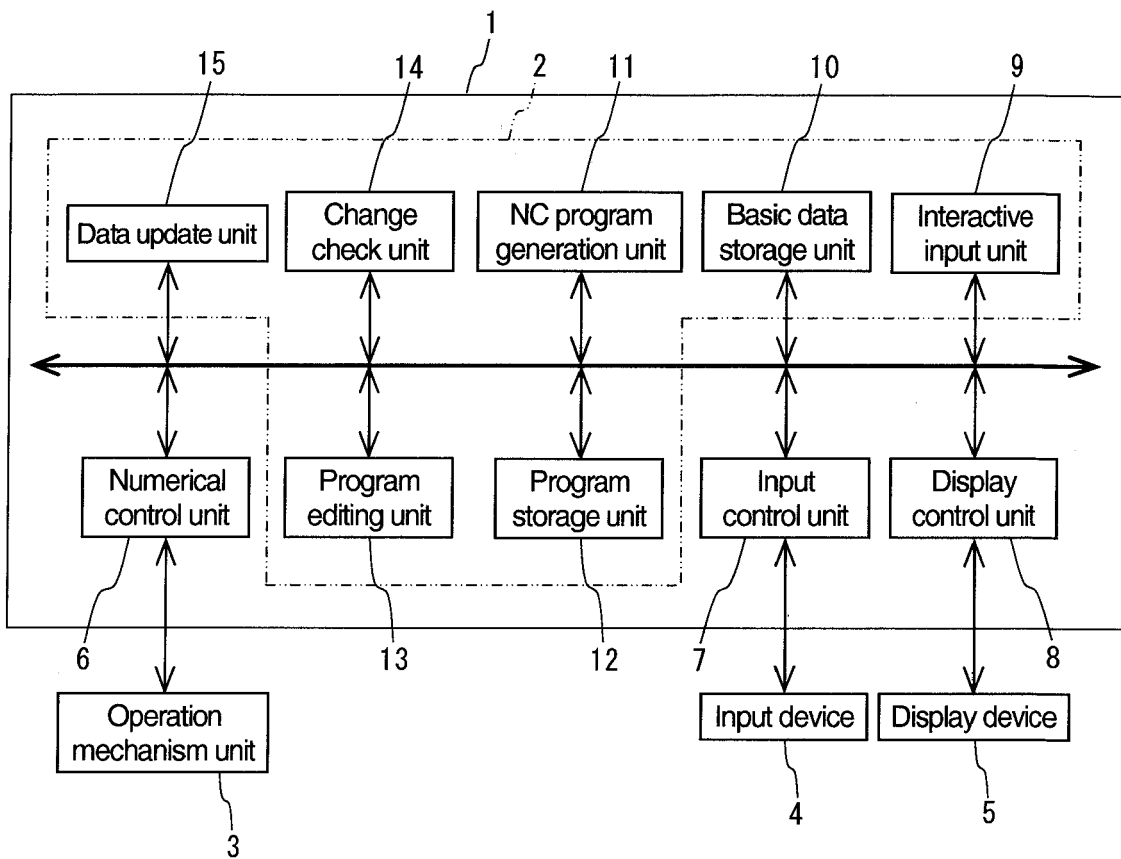 1
15
14
2
11
10
9
Data update unit
Change
check unit
NC program
generation unit
Basic data
storage unit
Interactive
input unit
Numerical
control unit
Program
editing unit
Program
storage unit
Input
control unit
Display
control unit
6
13
12
7
8
Operation
mechanism unit
Input device
Display device
3
4
5